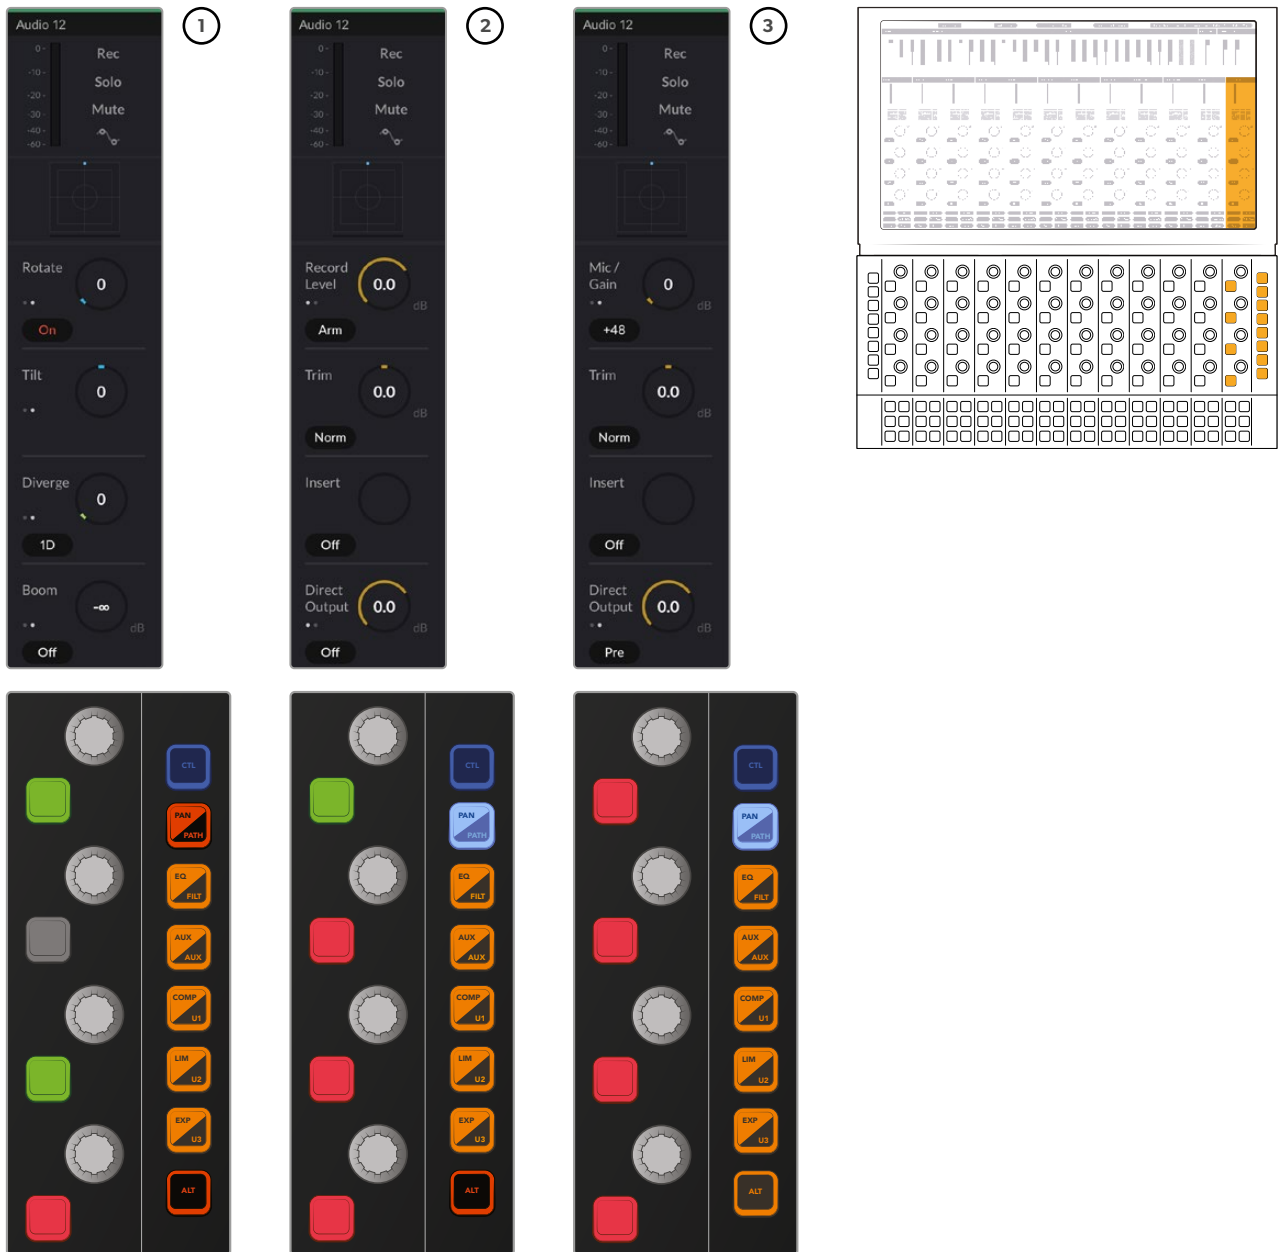 Audio 12
1
0-
-10-
-20-
-30-
-40-
-60-
Rec
Solo
Mute
Rotate
0
On
Tilt
0
Diverge
0
1D
Boom
-∞
dB
Off
Audio 12
2
0-
-10-
-20-
-30-
-40-
-60-
Rec
Solo
Mute
Record
Level
0.0
dB
Arm
Trim
0.0
dB
Norm
Insert
Off
Direct
Output
0.0
dB
Off
Audio 12
3
0-
-10-
-20-
-30-
-40-
-60-
Rec
Solo
Mute
Mic /
Gain
0
dB
+48
Trim
0.0
dB
Norm
Insert
Off
Direct
Output
0.0
dB
Pre
CTL
PAN
PATH
EQ
FILT
AUX
AUX
COMP
U1
LIM
U2
EXP
U3
ALT
CTL
PAN
PATH
EQ
FILT
AUX
AUX
COMP
U1
LIM
U2
EXP
U3
ALT
CTL
PAN
PATH
EQ
FILT
AUX
AUX
COMP
U1
LIM
U2
EXP
U3
ALT